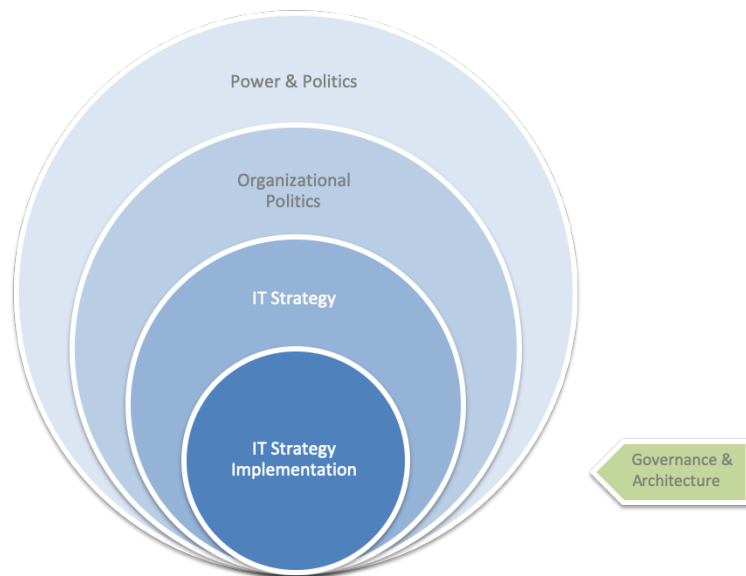 Power & Politics
Organizational
Politics
IT Strategy
IT Strategy
Implementation
Governance &
Architecture